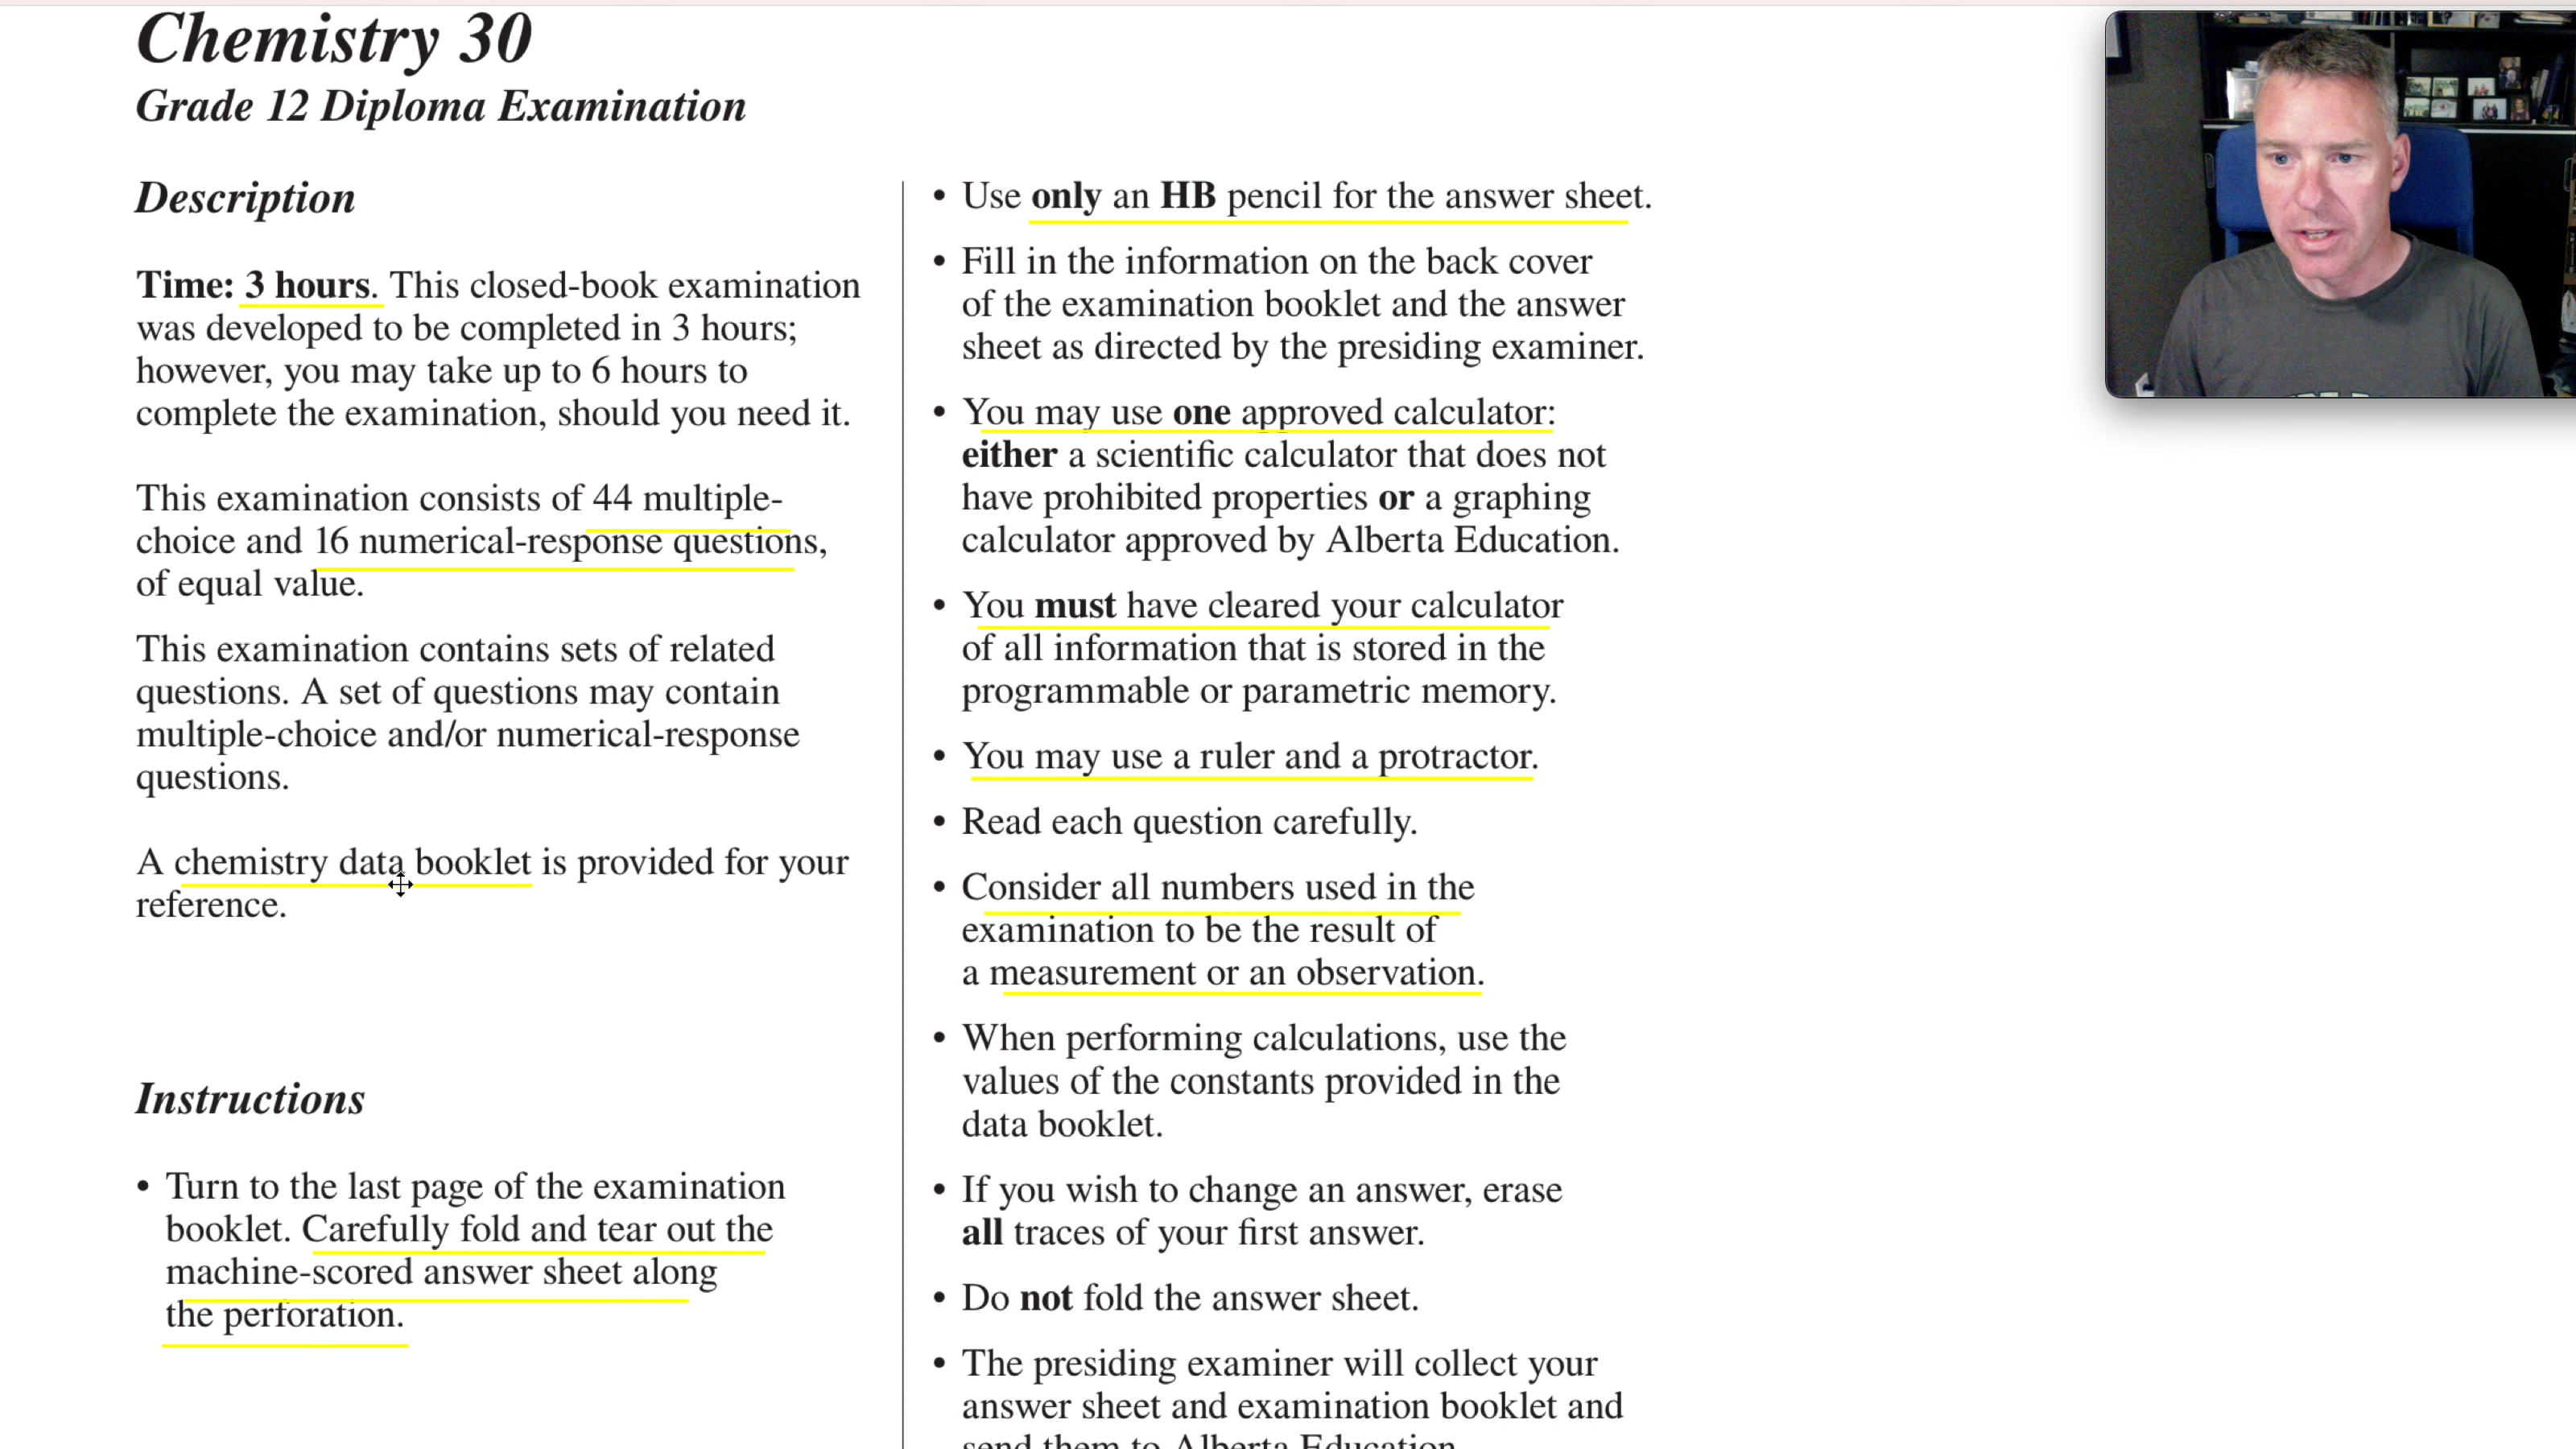 Chemistry 30
Grade 12 Diploma Examination
Description
Time: 3 hours. This closed-book examination
was developed to be completed in 3 hours;
however, you may take up to 6 hours to
complete the examination, should you need it.
This examination consists of 44 multiple-
choice and 16 numerical-response questions,
of equal value.
This examination contains sets of related
questions. A set of questions may contain
multiple-choice and/or numerical-response
questions.
A chemistry data booklet is provided for your
reference.
Instructions
• Turn to the last page of the examination
booklet. Carefully fold and tear out the
machine-scored answer sheet along
the perforation.
• Use only an HB pencil for the answer sheet.
• Fill in the information on the back cover
of the examination booklet and the answer
sheet as directed by the presiding examiner.
• You may use one approved calculator:
either a scientific calculator that does not
have prohibited properties or a graphing
calculator approved by Alberta Education.
• You must have cleared your calculator
of all information that is stored in the
programmable or parametric memory.
• You may use a ruler and a protractor.
• Read each question carefully.
• Consider all numbers used in the
examination to be the result of
a measurement or an observation.
• When performing calculations, use the
values of the constants provided in the
data booklet.
• If you wish to change an answer, erase
all traces of your first answer.
• Do not fold the answer sheet.
• The presiding examiner will collect your
answer sheet and examination booklet and
send them to Alberta Education.